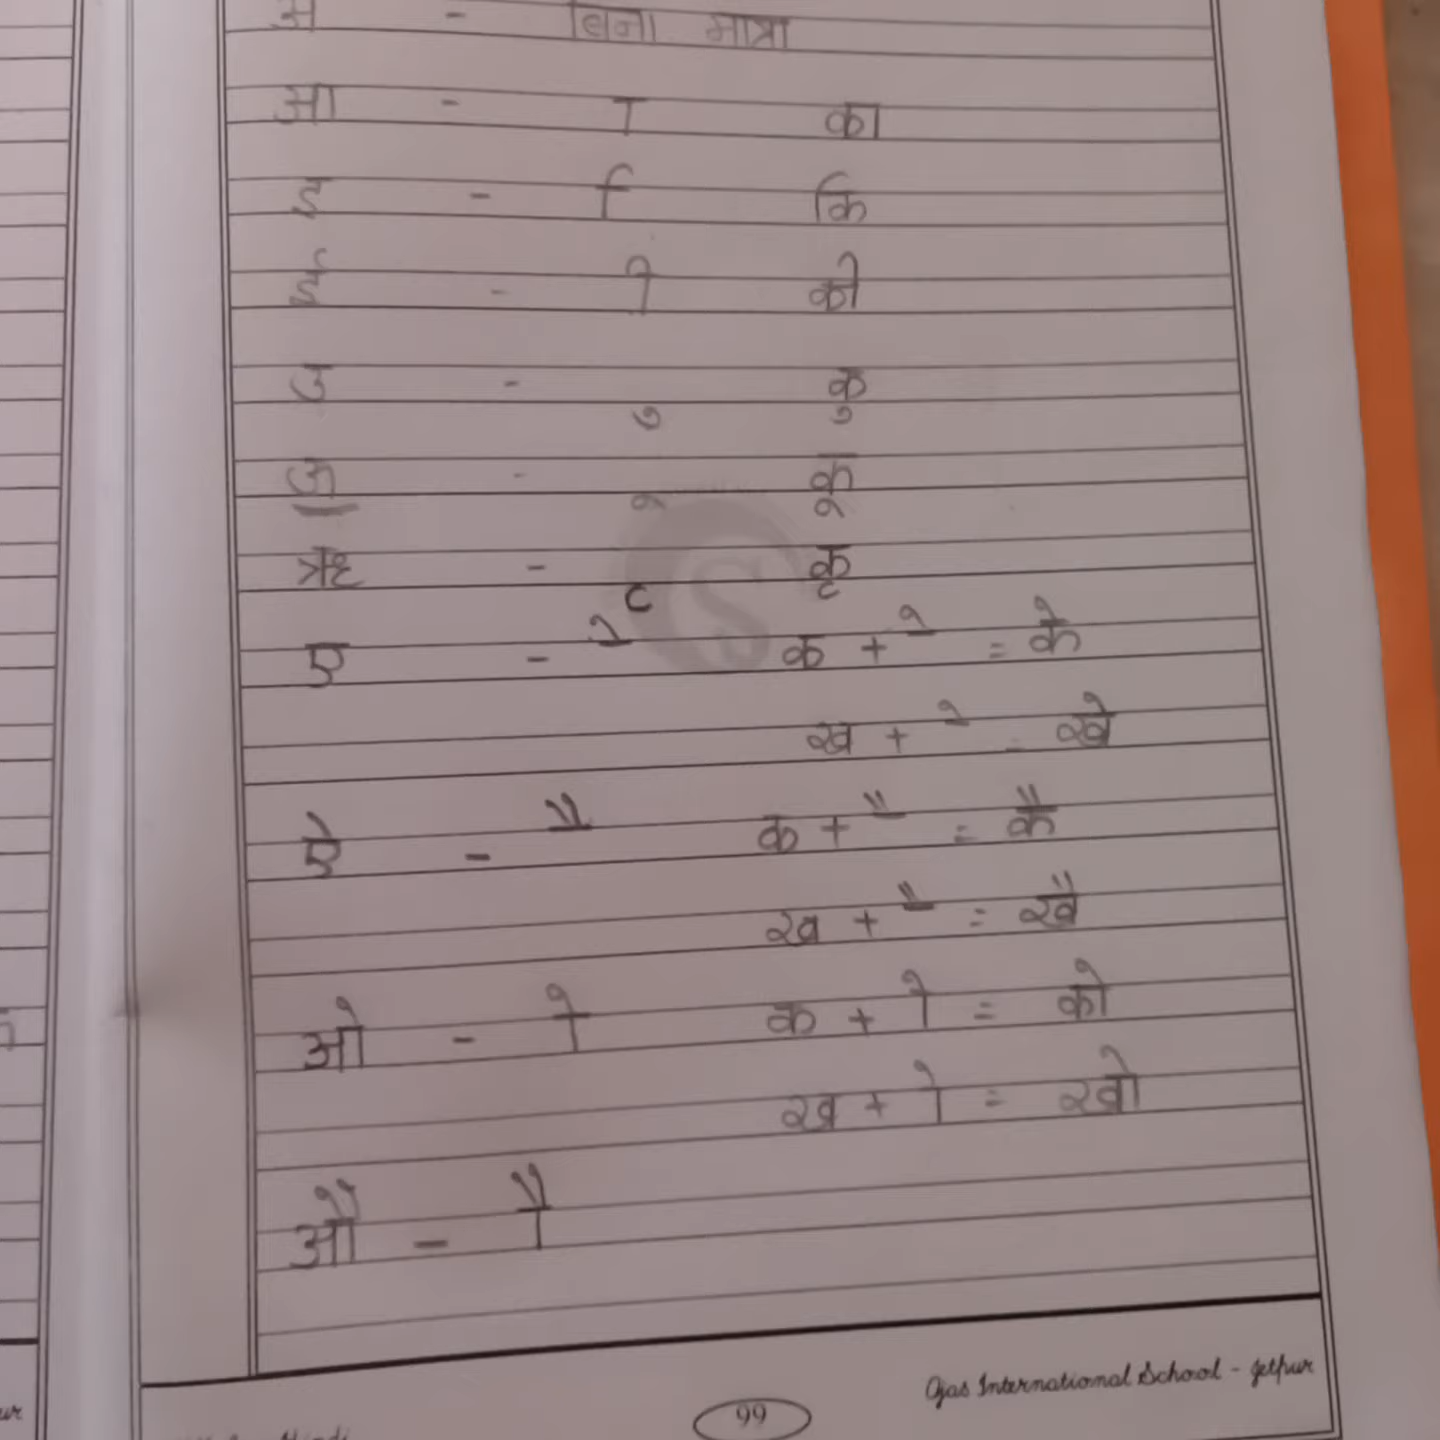 अ - बिना मात्रा
आ - ा का
इ - ि कि
ई - ी की
उ - ु कु
ऊ - ू कू
ऋ - ृ कृ
ए - े क + े = के
ख + े = खे
ऐ - ै क + ै = कै
ख + ै = खै
ओ - ो क + ो = को
ख + ो = खो
औ - ौ
Ojas International School - Jetpur
99